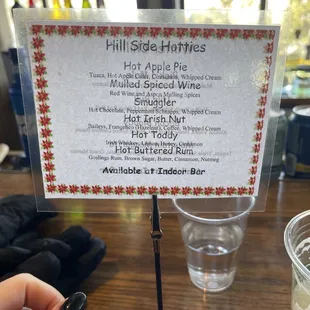 Hill Side Hotties
Hot Apple Pie
Tuaca, Hot Apple Cider, Cinnamon, Whipped Cream
Mulled Spiced Wine
Red Wine and Aspen Mulling Spices
Smuggler
Hot Chocolate, Peppermint Schnapps, Whipped Cream
Hot Irish Nut
Baileys, Frangelico (Hazelnut), Coffee, Whipped Cream
Hot Toddy
Irish Whiskey, Lemon, Honey, Cinnamon
Hot Buttered Rum
Goslings Rum, Brown Sugar, Butter, Cinnamon, Nutmeg
Available at Indoor Bar